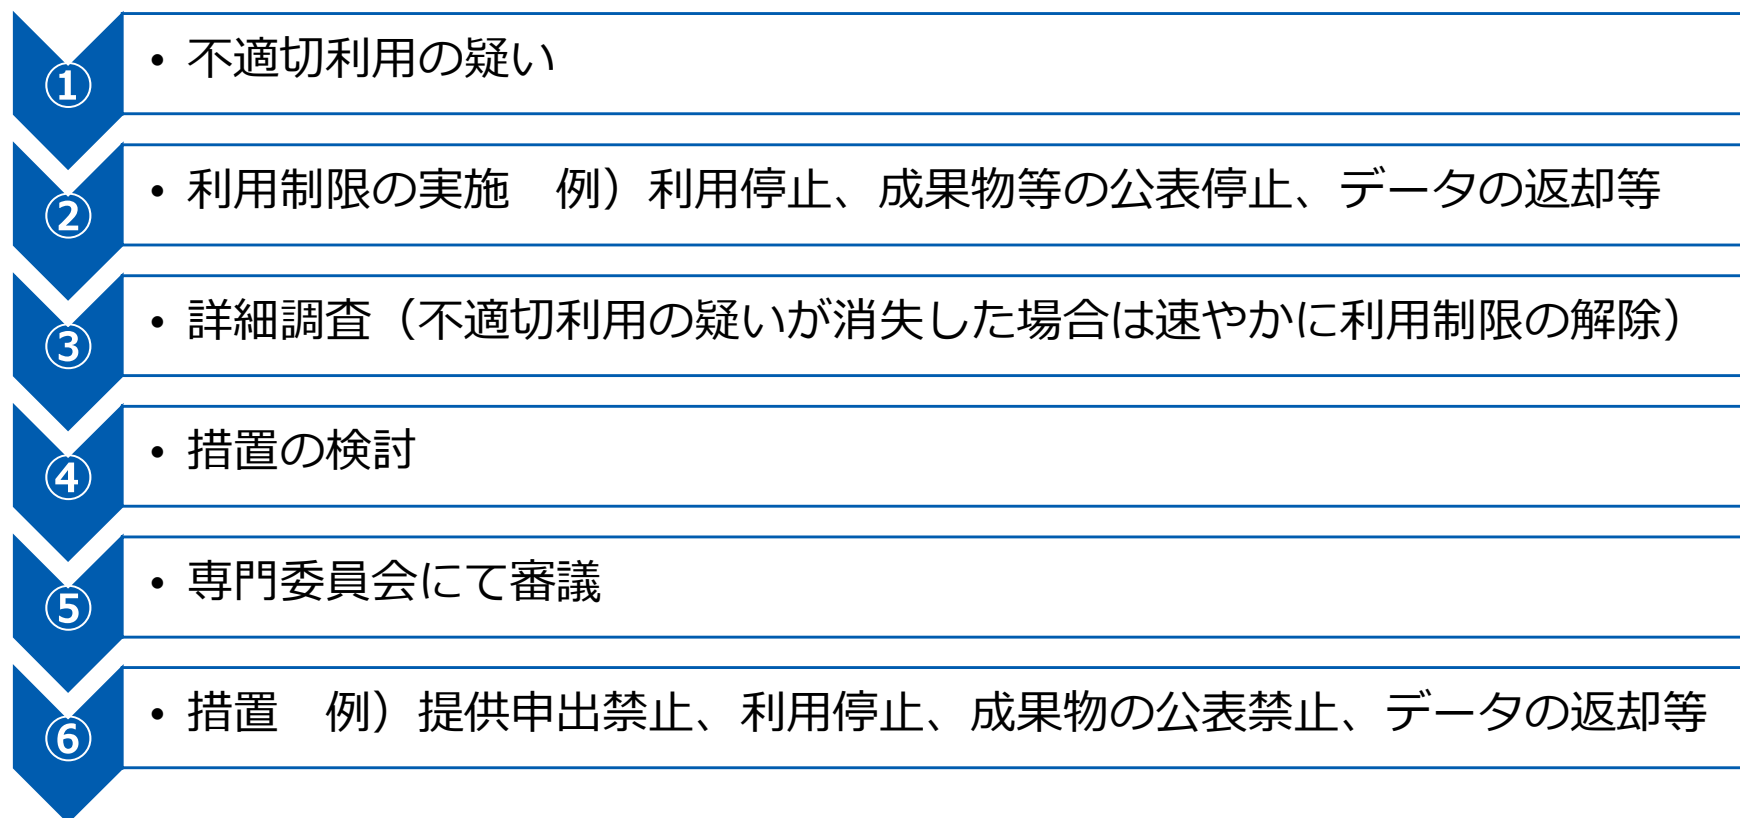 ①
• 不適切利用の疑い
②
• 利用制限の実施　例）利用停止、成果物等の公表停止、データの返却等
③
• 詳細調査（不適切利用の疑いが消失した場合は速やかに利用制限の解除）
④
• 措置の検討
⑤
• 専門委員会にて審議
⑥
• 措置　例）提供申出禁止、利用停止、成果物の公表禁止、データの返却等